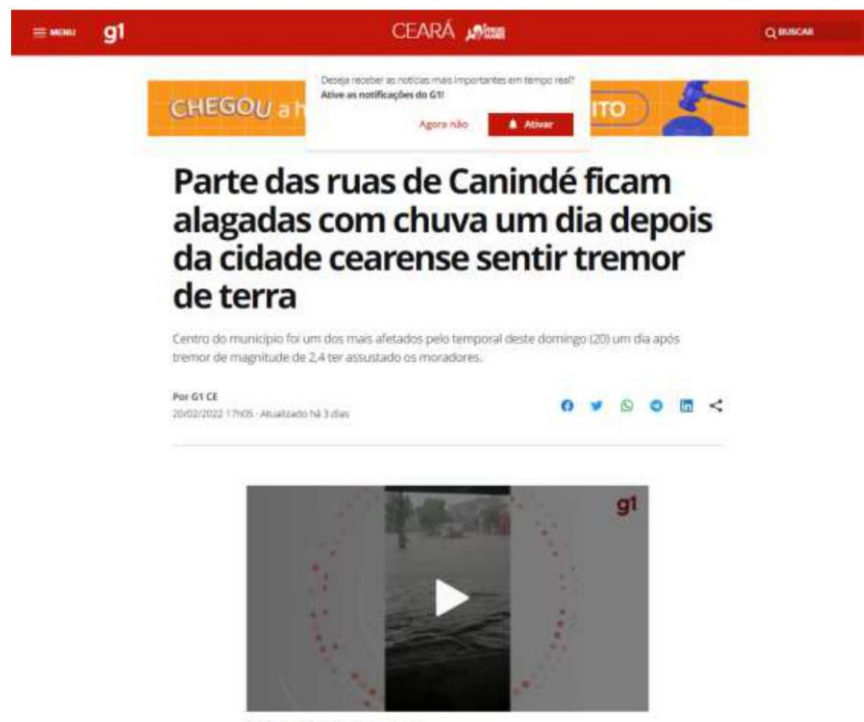 MENU
g1
CEARÁ
BUSCAR
Deseja receber as notícias mais importantes em tempo real?
Ative as notificações do G1!
Agora não
Ativar
CHEGOU a h
ITO
Parte das ruas de Canindé ficam
alagadas com chuva um dia depois
da cidade cearense sentir tremor
de terra
Centro do município foi um dos mais afetados pelo temporal deste domingo (20) um dia após
tremor de magnitude de 2,4 ter assustado os moradores.
Por G1 CE
20/02/2022 17h05 · Atualizado há 3 dias
g1